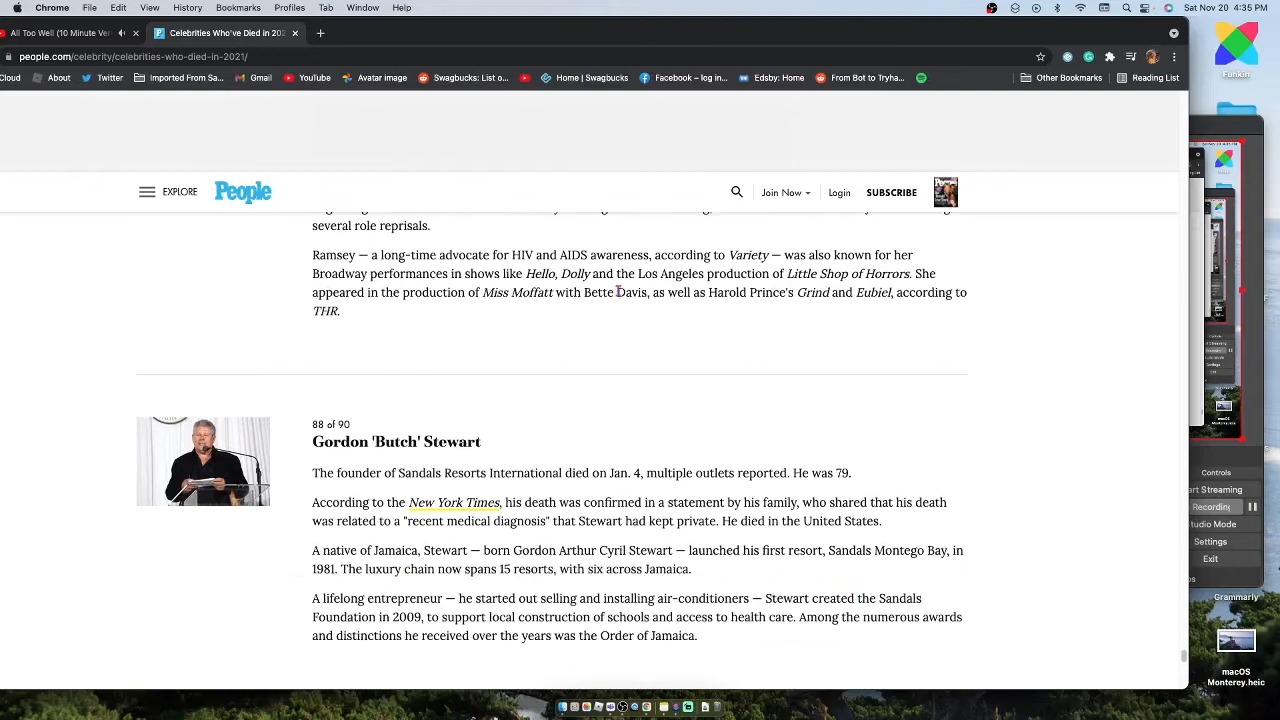 Chrome File Edit View History Bookmarks Profiles Tab Window Help Sat Nov 20 4:35 PM
All Too Well (10 Minute Ver Celebrities Who've Died in 202
people.com/celebrity/celebrities-who-died-in-2021/
Cloud About Twitter Imported From Sa... Gmail YouTube Avatar image Swagbucks: List o... Home | Swagbucks Facebook – log in... Edsby: Home From Bot to Tryha... Other Bookmarks Reading List
Funkin
EXPLORE People Join Now Login SUBSCRIBE
several role reprisals.
Ramsey — a long-time advocate for HIV and AIDS awareness, according to Variety — was also known for her
Broadway performances in shows like Hello, Dolly and the Los Angeles production of Little Shop of Horrors. She
appeared in the production of Miss Moffatt with Bette Davis, as well as Harold Prince's Grind and Eubiel, according to
THR.
88 of 90
Gordon 'Butch' Stewart
The founder of Sandals Resorts International died on Jan. 4, multiple outlets reported. He was 79.
According to the New York Times, his death was confirmed in a statement by his family, who shared that his death
was related to a "recent medical diagnosis" that Stewart had kept private. He died in the United States.
A native of Jamaica, Stewart — born Gordon Arthur Cyril Stewart — launched his first resort, Sandals Montego Bay, in
1981. The luxury chain now spans 15 resorts, with six across Jamaica.
A lifelong entrepreneur — he started out selling and installing air-conditioners — Stewart created the Sandals
Foundation in 2009, to support local construction of schools and access to health care. Among the numerous awards
and distinctions he received over the years was the Order of Jamaica.
Controls
art Streaming
Recording
tudio Mode
Settings
Exit
Grammarly
macOS
Monterey.heic